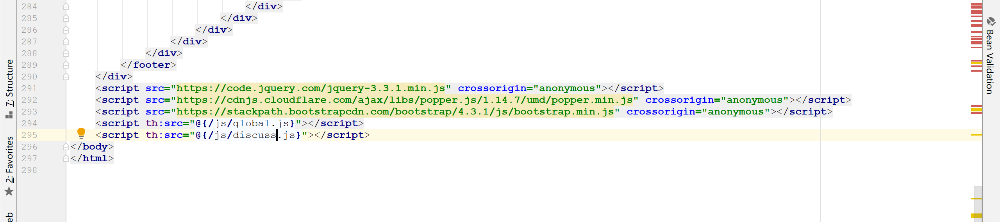 284 </div>
285 </div>
286 </div>
287 </div>
288 </div>
289 </footer>
290 </div>
291 <script src="https://code.jquery.com/jquery-3.3.1.min.js" crossorigin="anonymous"></script>
292 <script src="https://cdnjs.cloudflare.com/ajax/libs/popper.js/1.14.7/umd/popper.min.js" crossorigin="anonymous"></script>
293 <script src="https://stackpath.bootstrapcdn.com/bootstrap/4.3.1/js/bootstrap.min.js" crossorigin="anonymous"></script>
294 <script th:src="@{/js/global.js}"></script>
295 <script th:src="@{/js/discuss.js}"></script>
296 </body>
297 </html>
298
7: Structure
2: Favorites
eb
Bean Validation